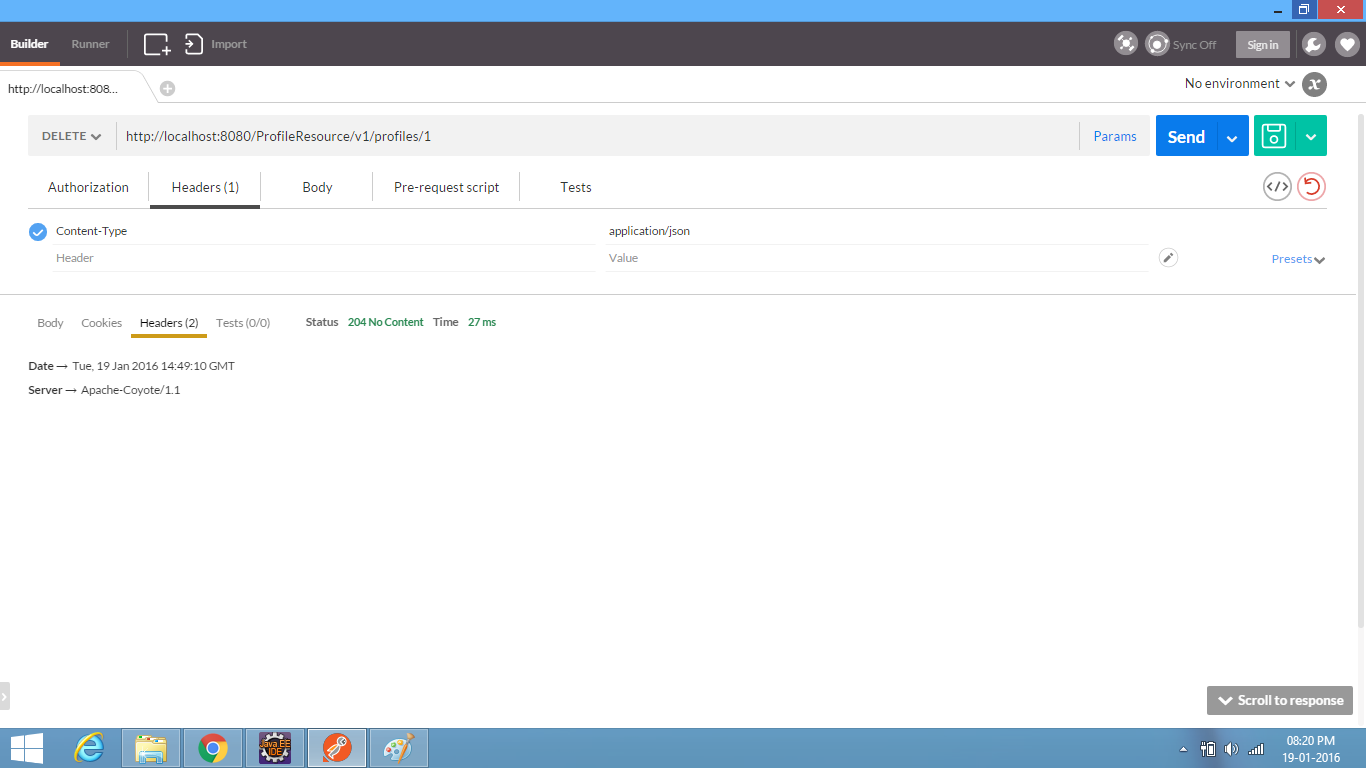 Builder Runner Import Sync Off Sign in
http://localhost:808... No environment
DELETE http://localhost:8080/ProfileResource/v1/profiles/1 Params Send
Authorization Headers (1) Body Pre-request script Tests
Content-Type application/json
Header Value Presets
Body Cookies Headers (2) Tests (0/0) Status 204 No Content Time 27 ms
Date → Tue, 19 Jan 2016 14:49:10 GMT
Server → Apache-Coyote/1.1
Scroll to response
Java EE
IDE
08:20 PM
19-01-2016